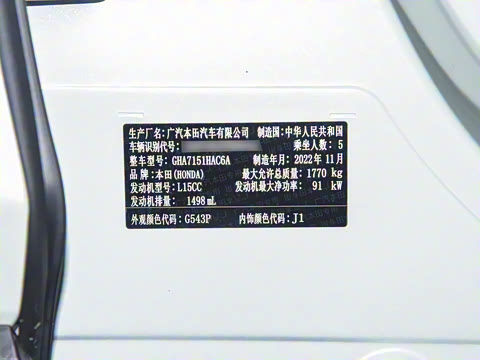 生产厂名：广汽本田汽车有限公司 制造国：中华人民共和国
车辆识别代号： 乘坐人数：5
整车型号：GHA7151HAC6A 制造年月：2022年11月
品牌：本田(HONDA) 最大允许总质量：1770 kg
发动机型号：L15CC 发动机最大净功率：91 kW
发动机排量：1498mL
外观颜色代码：G543P 内饰颜色代码：J1